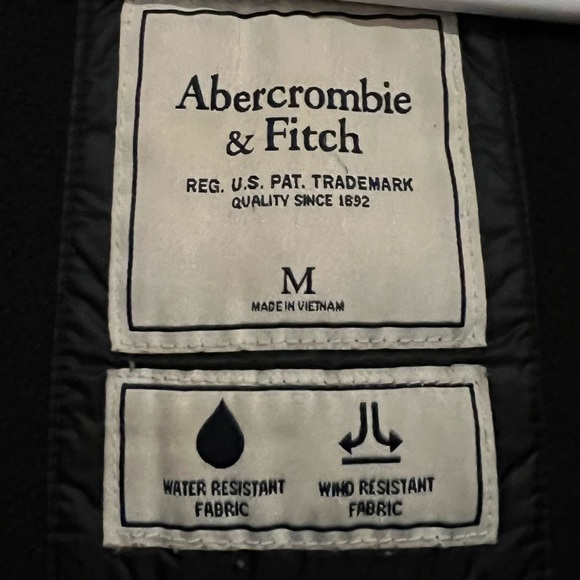 Abercrombie
& Fitch
REG. U.S. PAT. TRADEMARK
QUALITY SINCE 1892
M
MADE IN VIETNAM
WATER RESISTANT
FABRIC
WIND RESISTANT
FABRIC